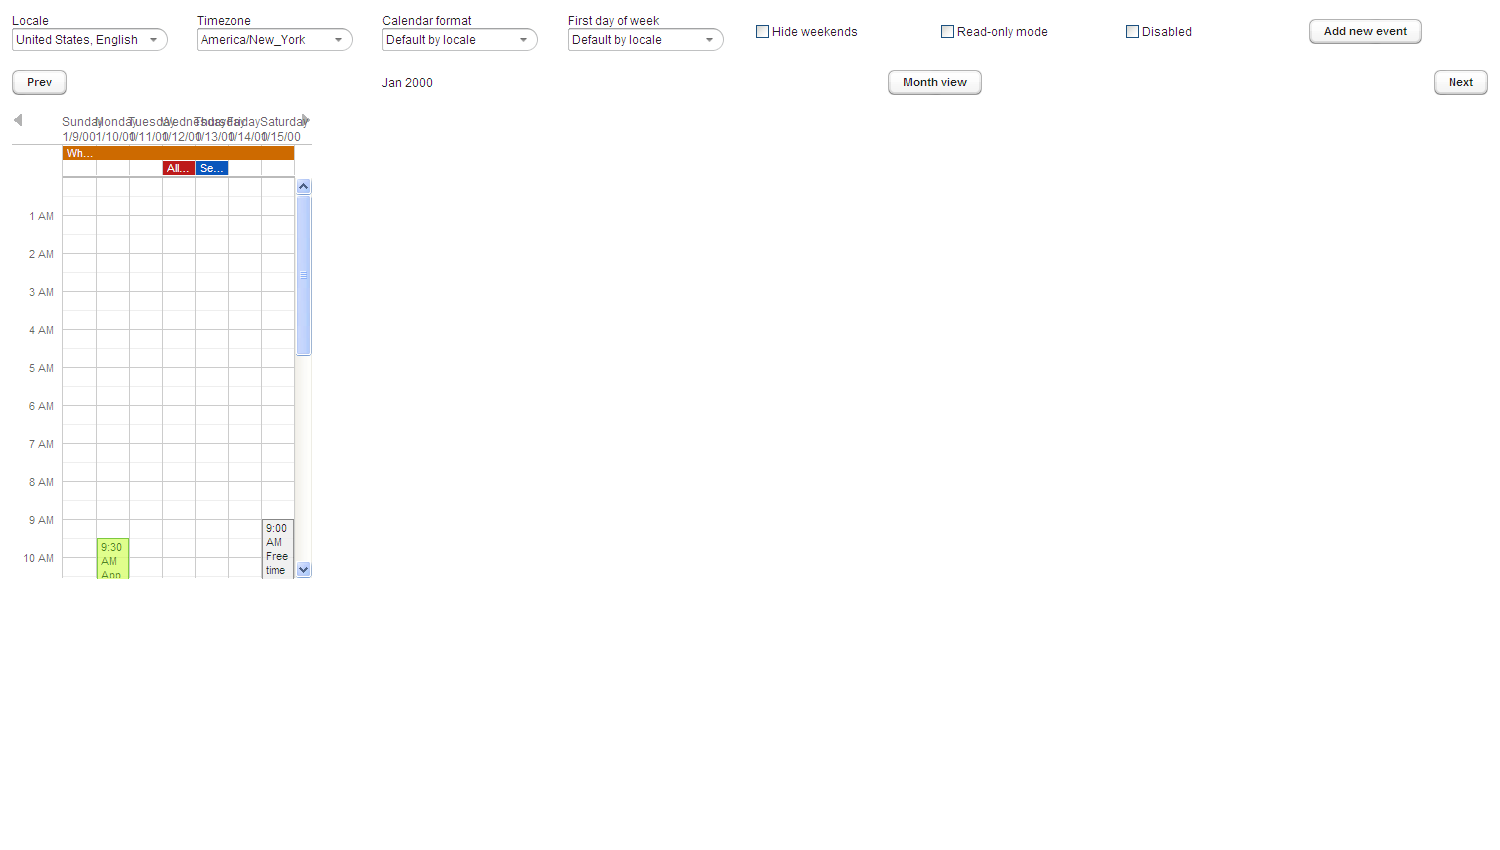 Locale
Timezone
Calendar format
First day of week
United States, English
America/New_York
Default by locale
Default by locale
Hide weekends
Read-only mode
Disabled
Add new event
Prev
Jan 2000
Month view
Next
Sunday Monday Tuesday Wednesday Thursday Friday Saturday
1/9/00 1/10/00 1/11/00 1/12/00 1/13/00 1/14/00 1/15/00
Wh...
All... Se...
1 AM
2 AM
3 AM
4 AM
5 AM
6 AM
7 AM
8 AM
9 AM
9:00
AM
Free
time
9:30
AM
10 AM